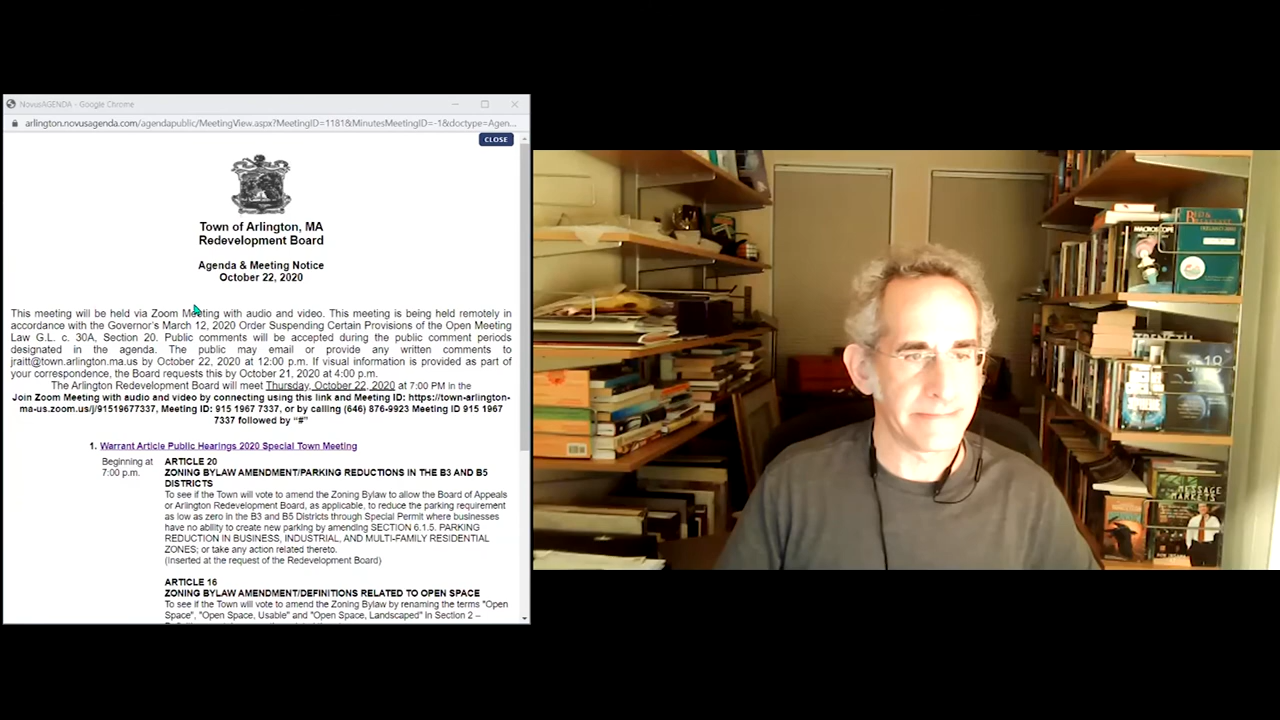 NovusAGENDA - Google Chrome
arlington.novusagenda.com/agendapublic/MeetingView.aspx?MeetingID=1181&MinutesMeetingID=-1&doctype=Agen...
CLOSE
Town of Arlington, MA
Redevelopment Board
Agenda & Meeting Notice
October 22, 2020
This meeting will be held via Zoom Meeting with audio and video. This meeting is being held remotely in
accordance with the Governor's March 12, 2020 Order Suspending Certain Provisions of the Open Meeting
Law G.L. c. 30A, Section 20. Public comments will be accepted during the public comment periods
designated in the agenda. The public may email or provide any written comments to
jraitt@town.arlington.ma.us by October 22, 2020 at 12:00 p.m. If visual information is provided as part of
your correspondence, the Board requests this by October 21, 2020 at 4:00 p.m.
The Arlington Redevelopment Board will meet Thursday, October 22, 2020 at 7:00 PM in the
Join Zoom Meeting with audio and video by connecting using this link and Meeting ID: https://town-arlington-
ma-us.zoom.us/j/91519677337, Meeting ID: 915 1967 7337, or by calling (646) 876-9923 Meeting ID 915 1967
7337 followed by "#"
1. Warrant Article Public Hearings 2020 Special Town Meeting
Beginning at
7:00 p.m.
ARTICLE 20
ZONING BYLAW AMENDMENT/PARKING REDUCTIONS IN THE B3 AND B5
DISTRICTS
To see if the Town will vote to amend the Zoning Bylaw to allow the Board of Appeals
or Arlington Redevelopment Board, as applicable, to reduce the parking requirement
as low as zero in the B3 and B5 Districts through Special Permit where businesses
have no ability to create new parking by amending SECTION 6.1.5. PARKING
REDUCTION IN BUSINESS, INDUSTRIAL, AND MULTI-FAMILY RESIDENTIAL
ZONES; or take any action related thereto.
(Inserted at the request of the Redevelopment Board)
ARTICLE 16
ZONING BYLAW AMENDMENT/DEFINITIONS RELATED TO OPEN SPACE
To see if the Town will vote to amend the Zoning Bylaw by renaming the terms "Open
Space", "Open Space, Usable" and "Open Space, Landscaped" in Section 2 –
BED &
BREAKFAST
MACROSCOPE
MESSAGE
MARKETS